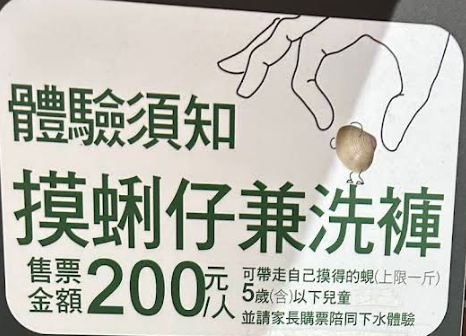 體驗須知
摸蜊仔兼洗褲
售票
金額200元/人
可帶走自己摸得的蜆(上限一斤)
5歲(含)以下兒童
並請家長購票陪同下水體驗